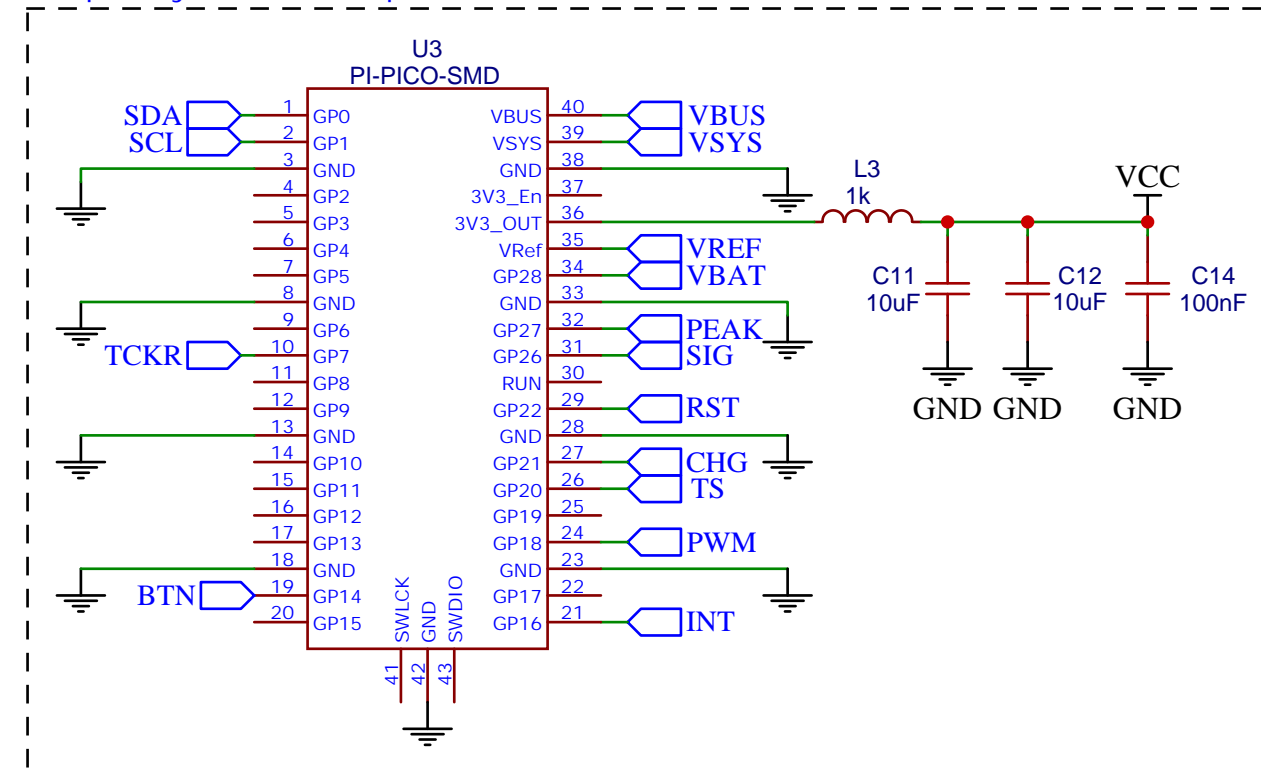 U3
PI-PICO-SMD
SDA 1 GP0 VBUS 40 VBUS
SCL 2 GP1 VSYS 39 VSYS
3 GND GND 38
4 GP2 3V3_En 37
5 GP3 3V3_OUT 36
6 GP4 VRef 35 VREF
7 GP5 GP28 34 VBAT
8 GND GND 33
9 GP6 GP27 32 PEAK
TCKR 10 GP7 GP26 31 SIG
11 GP8 RUN 30
12 GP9 GP22 29 RST
13 GND GND 28
14 GP10 GP21 27 CHG
15 GP11 GP20 26 TS
16 GP12 GP19 25
17 GP13 GP18 24 PWM
18 GND GND 23
BTN 19 GP14 GP17 22
20 GP15 GP16 21 INT
SWLCK GND SWDIO
41 42 43
L3
1k
VCC
C11
10uF
C12
10uF
C14
100nF
GND GND GND